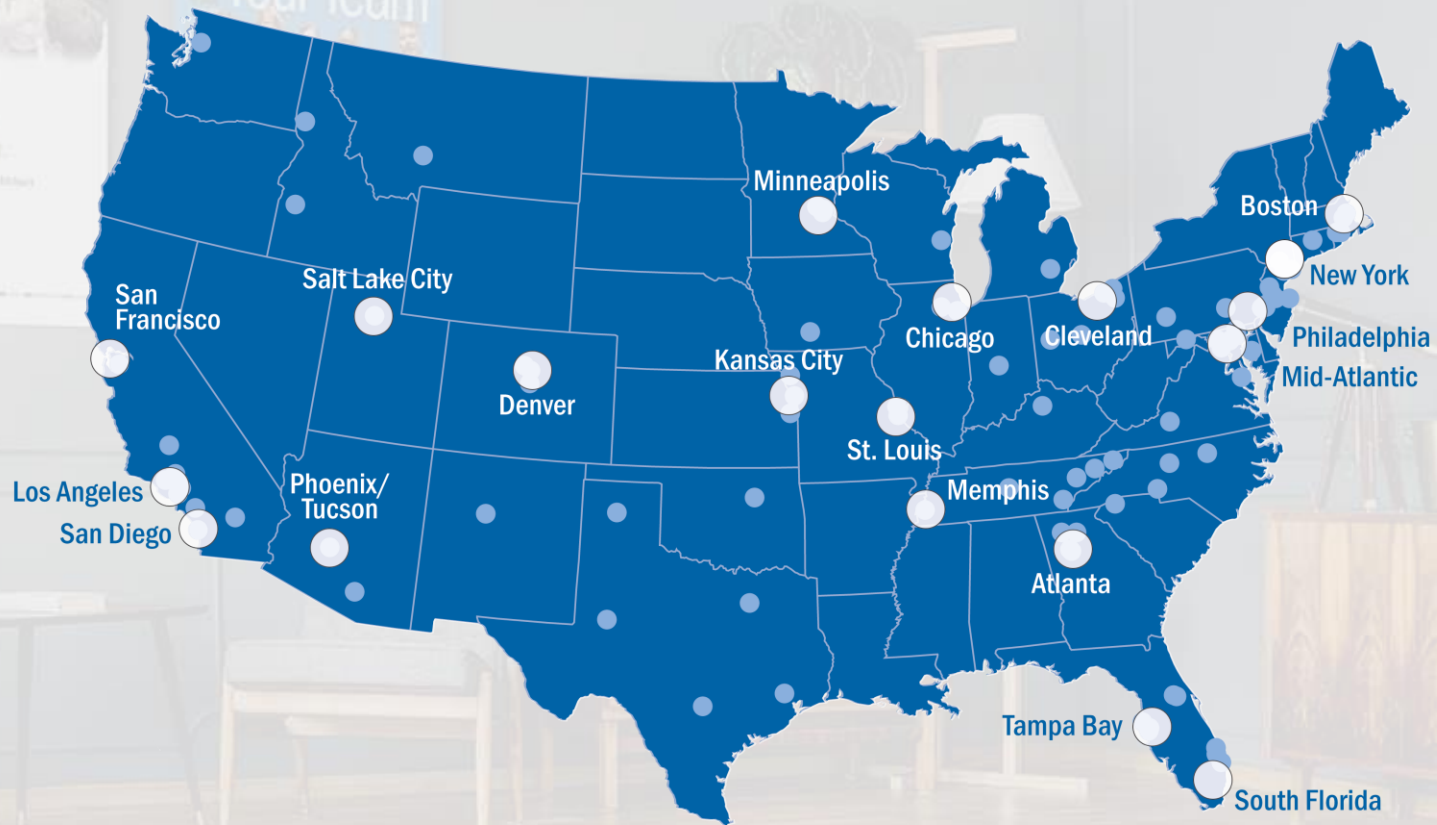 Minneapolis
Boston
New York
Salt Lake City
San
Francisco
Chicago
Cleveland
Philadelphia
Kansas City
Mid-Atlantic
Denver
St. Louis
Phoenix/
Tucson
Los Angeles
San Diego
Memphis
Atlanta
Tampa Bay
South Florida